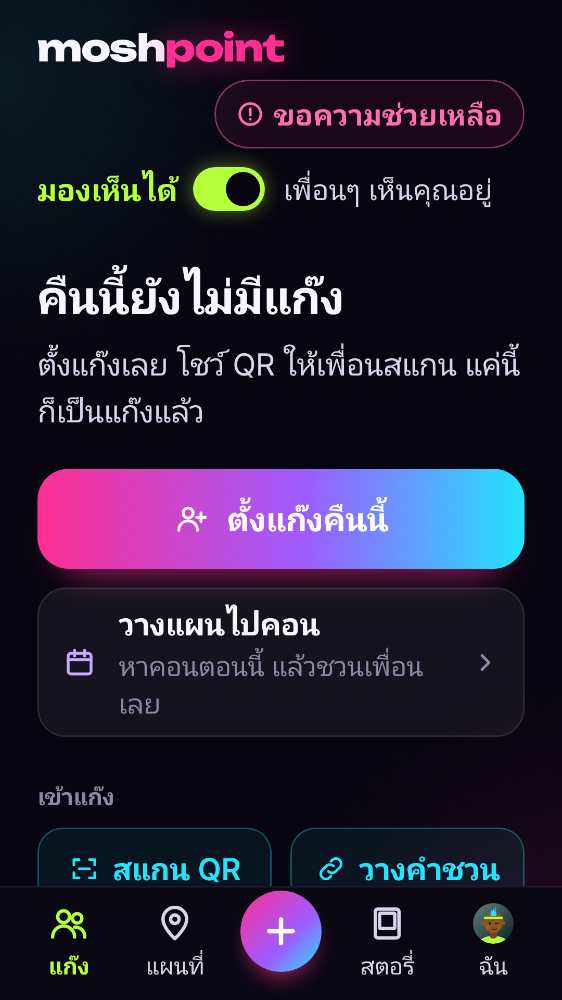 moshpoint
ขอความช่วยเหลือ
มองเห็นได้ เพื่อนๆ เห็นคุณอยู่
คืนนี้ยังไม่มีแก๊ง
ตั้งแก๊งเลย โชว์ QR ให้เพื่อนสแกน แค่นี้
ก็เป็นแก๊งแล้ว
ตั้งแก๊งคืนนี้
วางแผนไปคอน
หาคอนตอนนี้ แล้วชวนเพื่อน
เลย
เข้าแก๊ง
สแกน QR วางคำชวน
แก๊ง แผนที่ สตอรี่ ฉัน